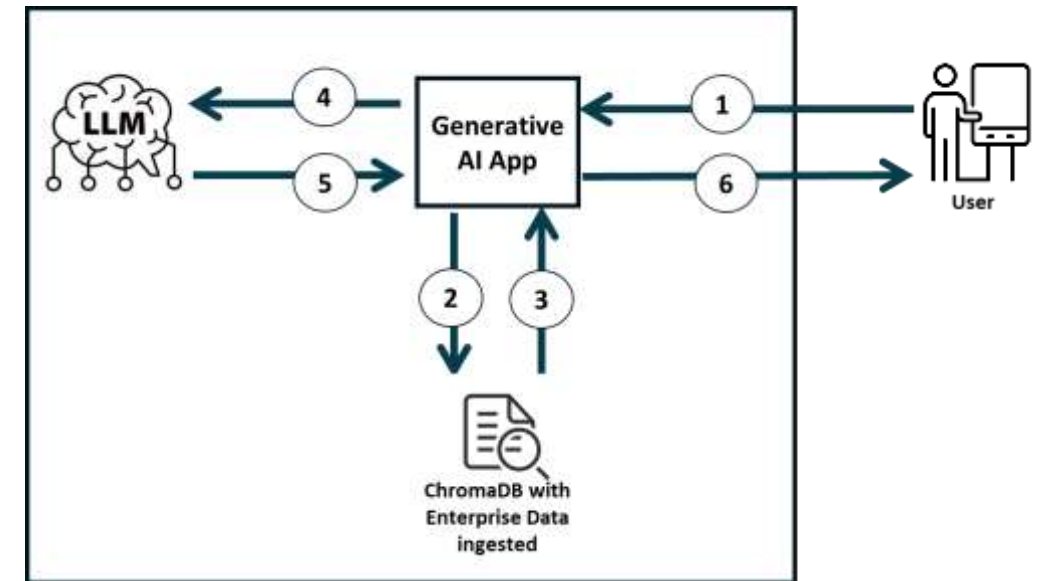 LLM
4
5
Generative
AI App
1
6
User
2
3
ChromaDB with
Enterprise Data
ingested